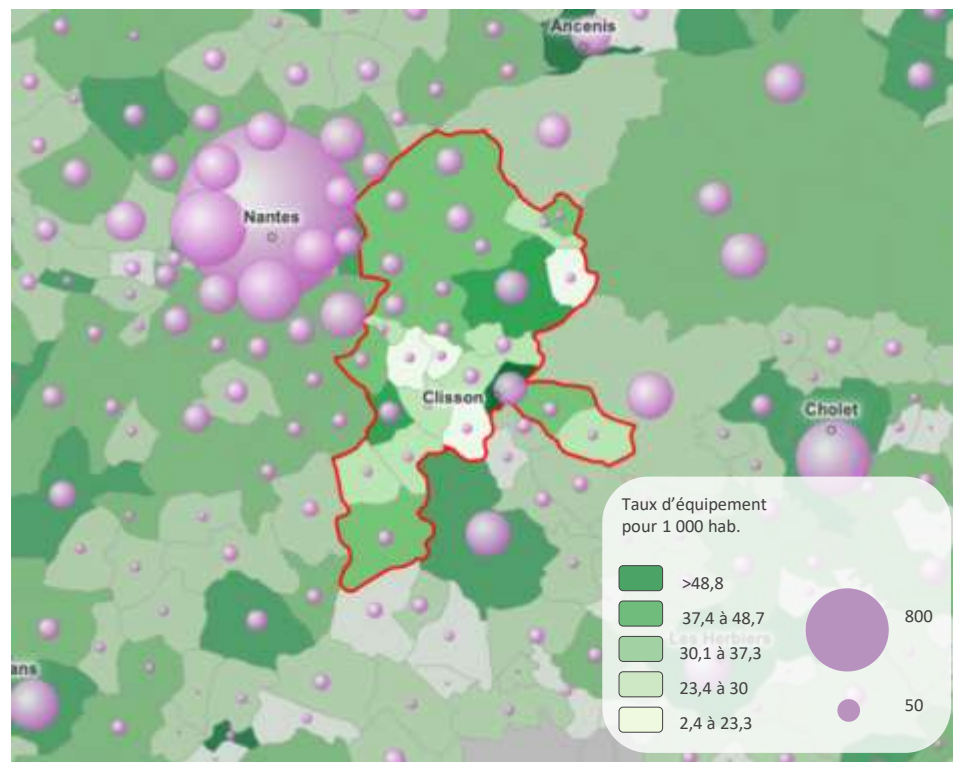 Ancenis
Nantes
Clisson
Cholet
Taux d'équipement
pour 1 000 hab.
>48,8
37,4 à 48,7
30,1 à 37,3
23,4 à 30
2,4 à 23,3
800
50
Les Herbiers
ans